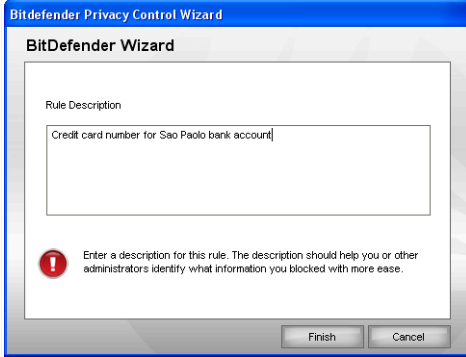 Bitdefender Privacy Control Wizard
BitDefender Wizard
Rule Description
Credit card number for Sao Paolo bank account
Enter a description for this rule. The description should help you or other
administrators identify what information you blocked with more ease.
Finish
Cancel